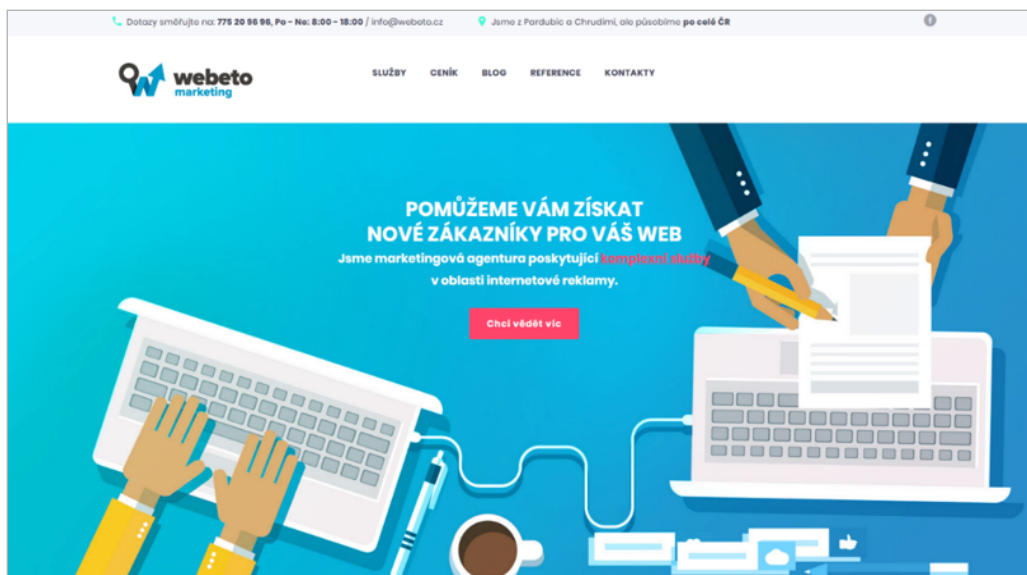 Dotazy směřujte na: 775 20 96 96, Po - Ne: 8:00 - 18:00 / info@webeto.cz
Jsme z Pardubic a Chrudimi, ale působíme po celé ČR
webeto
marketing
SLUŽBY CENÍK BLOG REFERENCE KONTAKTY
POMŮŽEME VÁM ZÍSKAT
NOVÉ ZÁKAZNÍKY PRO VÁŠ WEB
Jsme marketingová agentura poskytující komplexní služby
v oblasti internetové reklamy.
Chci vědět víc